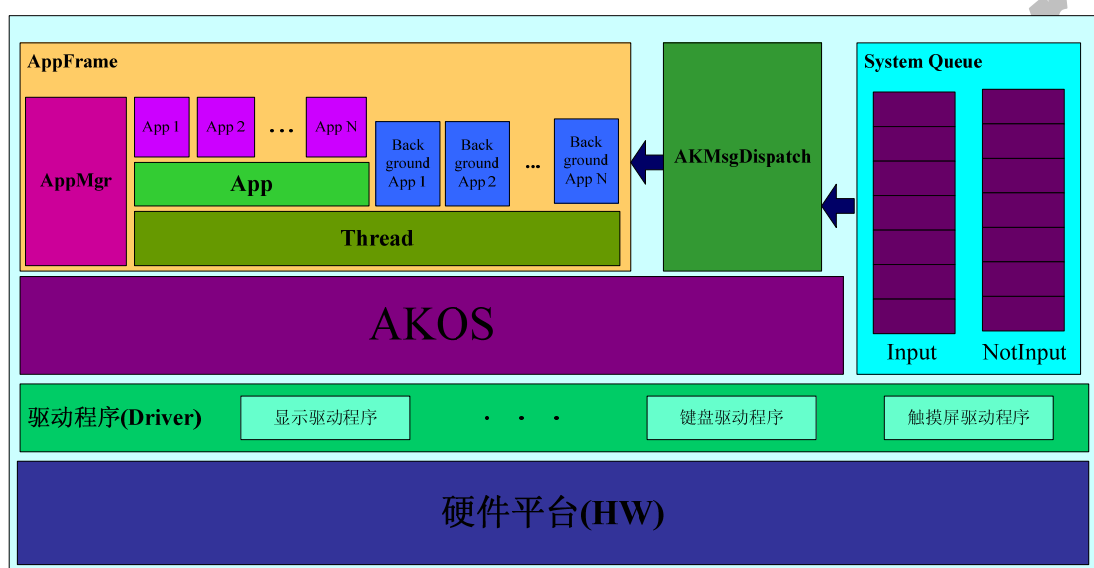 AppFrame
System Queue
AppMgr
App 1
App 2
...
App N
Back
ground
App 1
Back
ground
App 2
...
Back
ground
App N
App
Thread
AKMsgDispatch
AKOS
Input
NotInput
驱动程序(Driver)
显示驱动程序
. . .
键盘驱动程序
触摸屏驱动程序
硬件平台(HW)